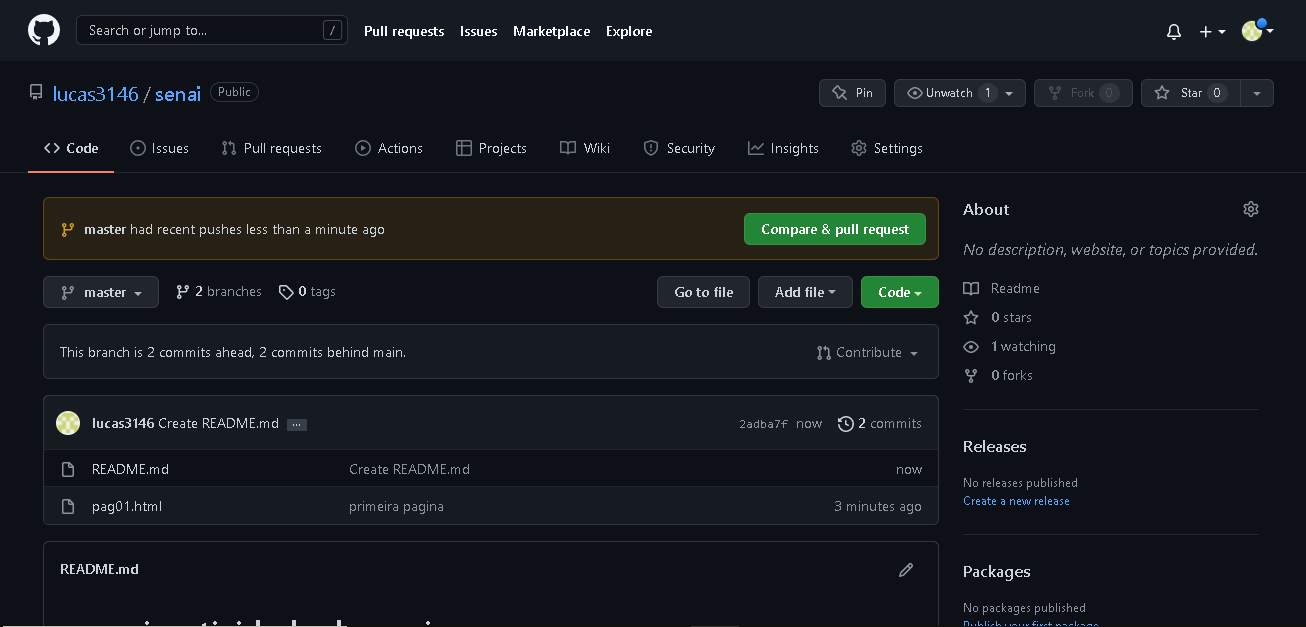 Search or jump to... /
Pull requests Issues Marketplace Explore
lucas3146 / senai Public
Pin Unwatch 1 Fork 0 Star 0
Code Issues Pull requests Actions Projects Wiki Security Insights Settings
master had recent pushes less than a minute ago Compare & pull request
master 2 branches 0 tags Go to file Add file Code
This branch is 2 commits ahead, 2 commits behind main. Contribute
lucas3146 Create README.md ... 2adba7f now 2 commits
README.md Create README.md now
pag01.html primeira pagina 3 minutes ago
README.md
About
No description, website, or topics provided.
Readme
0 stars
1 watching
0 forks
Releases
No releases published
Create a new release
Packages
No packages published
Publish your first package